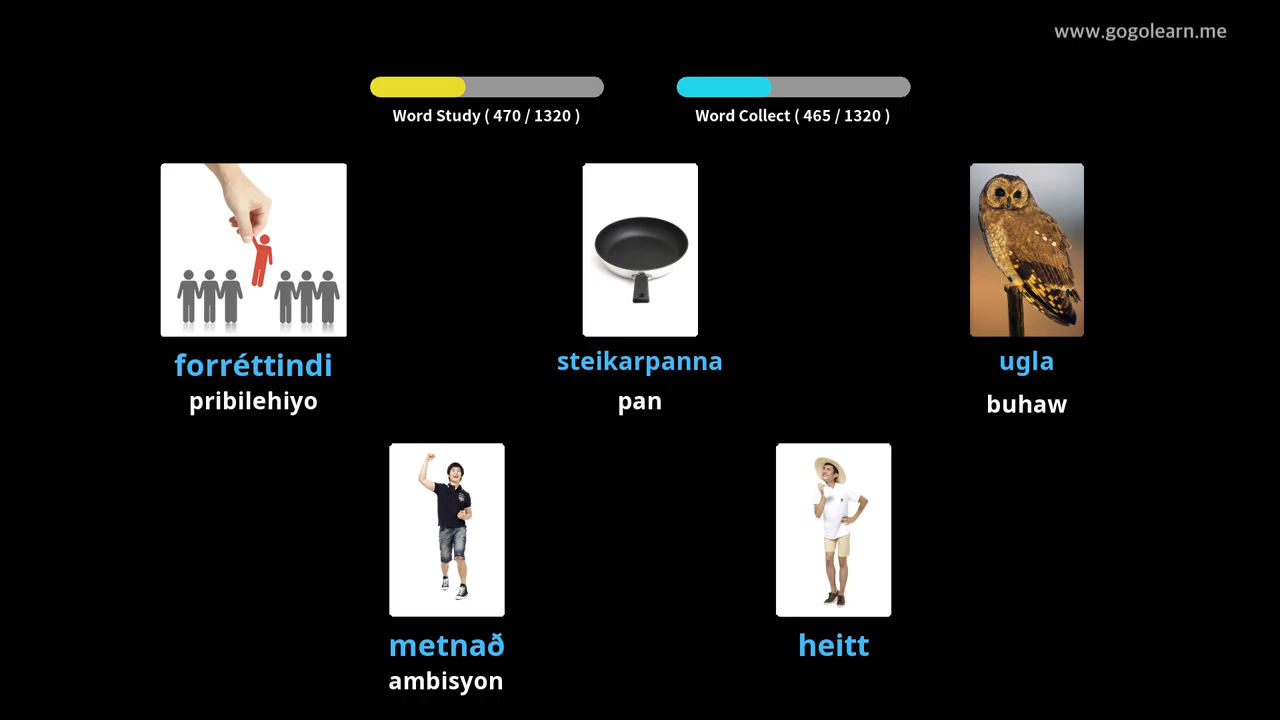 www.gogolearn.me
Word Study ( 470 / 1320 )
Word Collect ( 465 / 1320 )
forréttindi
pribilehiyo
steikarpanna
pan
ugla
buhaw
metnað
ambisyon
heitt